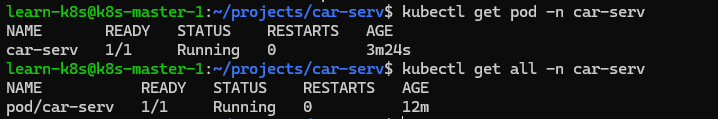 learn-k8s@k8s-master-1:~/projects/car-serv$ kubectl get pod -n car-serv
NAME READY STATUS RESTARTS AGE
car-serv 1/1 Running 0 3m24s
learn-k8s@k8s-master-1:~/projects/car-serv$ kubectl get all -n car-serv
NAME READY STATUS RESTARTS AGE
pod/car-serv 1/1 Running 0 12m